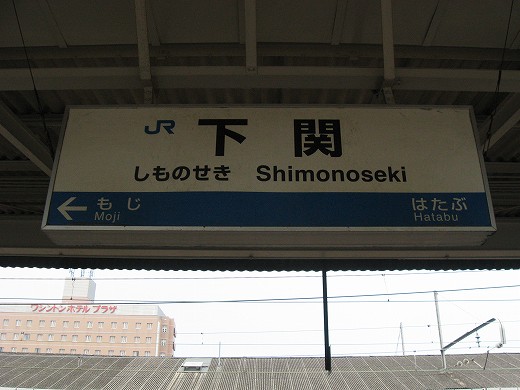 JR 下関
しものせき Shimonoseki
← もじ はたぶ
Moji Hatabu
ワシントンホテルプラザ